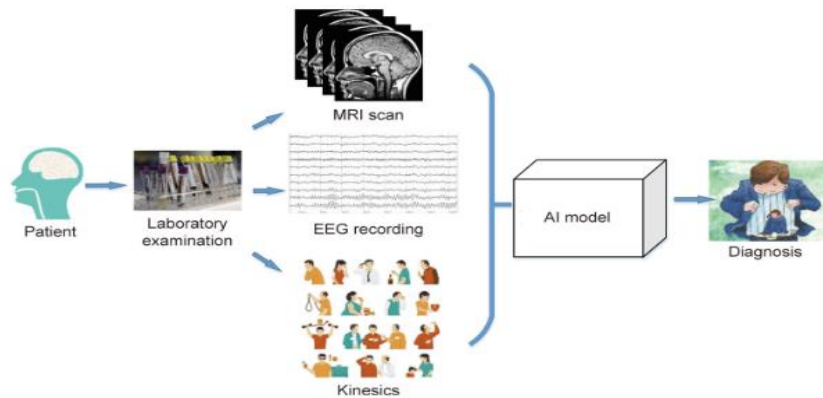 MRI scan
Patient
Laboratory
examination
EEG recording
AI model
Diagnosis
Kinesics